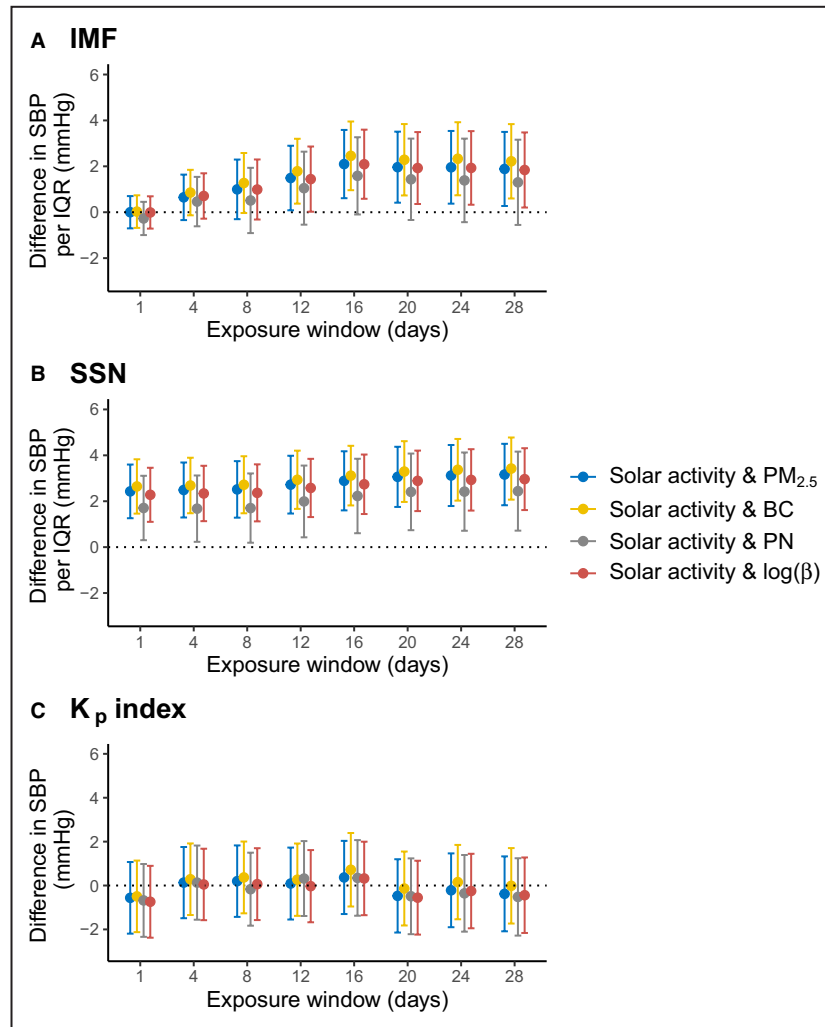 A IMF
Difference in SBP
per IQR (mmHg)
6
4
2
0
−2
1 4 8 12 16 20 24 28
Exposure window (days)
B SSN
Difference in SBP
per IQR (mmHg)
6
4
2
0
−2
1 4 8 12 16 20 24 28
Exposure window (days)
Solar activity & PM2.5
Solar activity & BC
Solar activity & PN
Solar activity & log(β)
C Kp index
Difference in SBP
(mmHg)
6
4
2
0
−2
1 4 8 12 16 20 24 28
Exposure window (days)